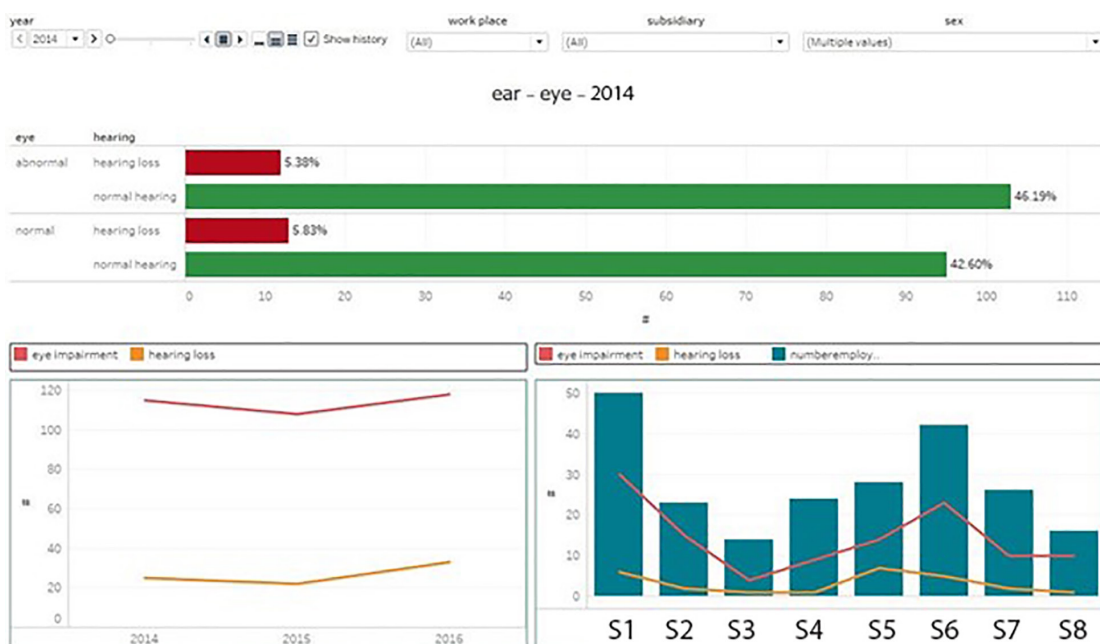 year
work place
subsidiary
sex
2014
Show history
(All)
(All)
(Multiple values)
ear - eye - 2014
eye
hearing
abnormal
hearing loss
5.38%
normal hearing
46.19%
normal
hearing loss
5.83%
normal hearing
42.60%
0 10 20 30 40 50 60 70 80 90 100 110
#
eye impairment
hearing loss
eye impairment
hearing loss
numberemploy..
120
100
80
#
60
40
20
0
2014 2015 2016
50
40
30
#
20
10
0
S1 S2 S3 S4 S5 S6 S7 S8